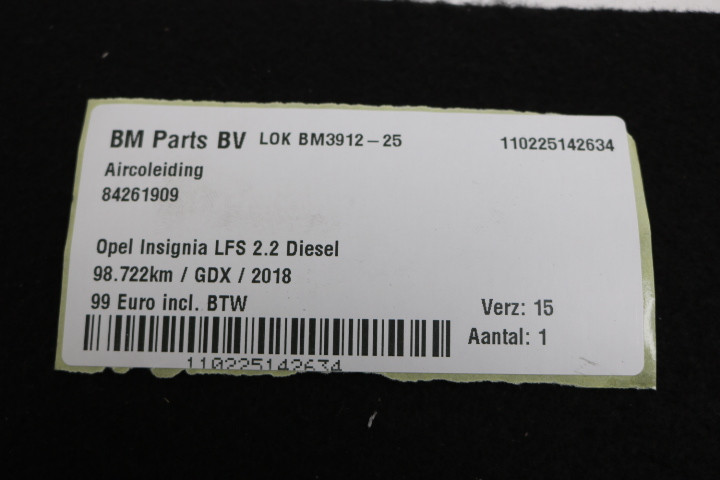 BM Parts BV LOK BM3912-25 110225142634
Aircoleiding
84261909
Opel Insignia LFS 2.2 Diesel
98.722km / GDX / 2018
99 Euro incl. BTW
Verz: 15
Aantal: 1
110225142634